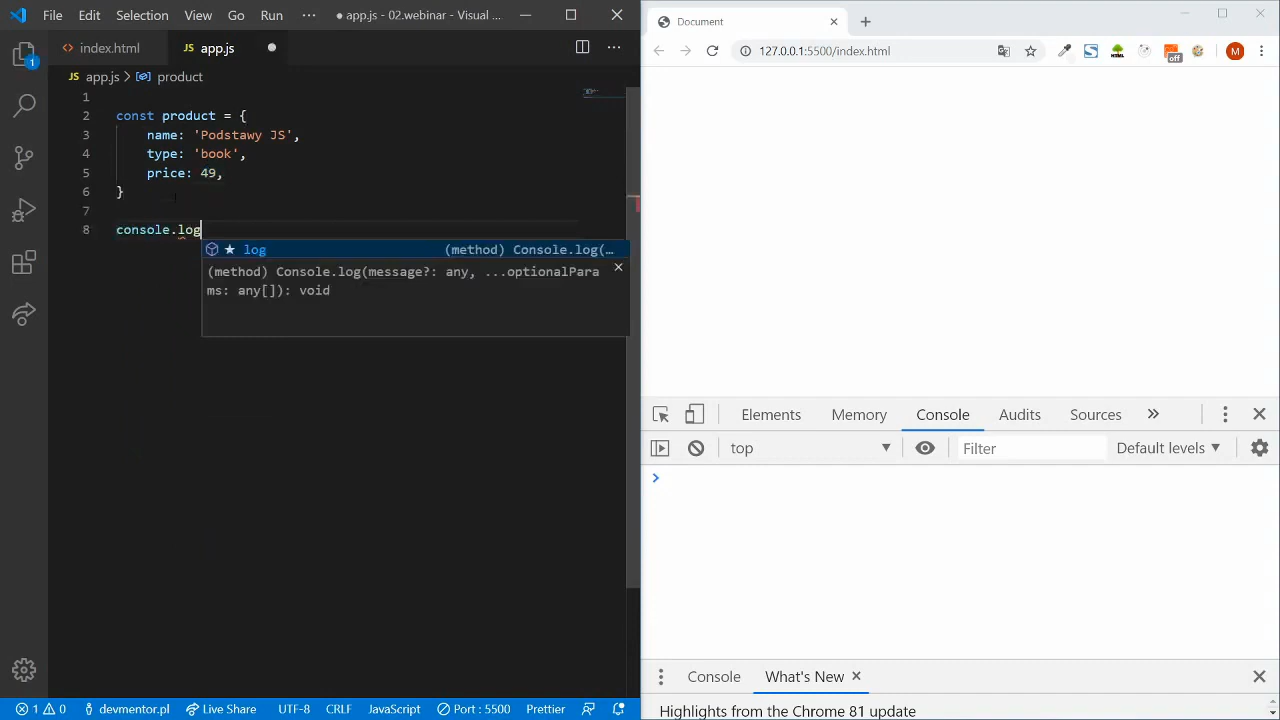 File Edit Selection View Go Run ··· ● app.js - 02.webinar - Visual ...
index.html
JS app.js ●
JS app.js > product
1
2 const product = {
3 name: 'Podstawy JS',
4 type: 'book',
5 price: 49,
6 }
7
8 console.log
★ log (method) Console.log(…
(method) Console.log(message?: any, ...optionalPara
ms: any[]): void
1
1 0 devmentor.pl Live Share UTF-8 CRLF JavaScript Port : 5500 Prettier
Document
127.0.0.1:5500/index.html
HTML
off
M
Elements Memory Console Audits Sources »
top Filter Default levels ▼
>
Console What's New ×
Highlights from the Chrome 81 update